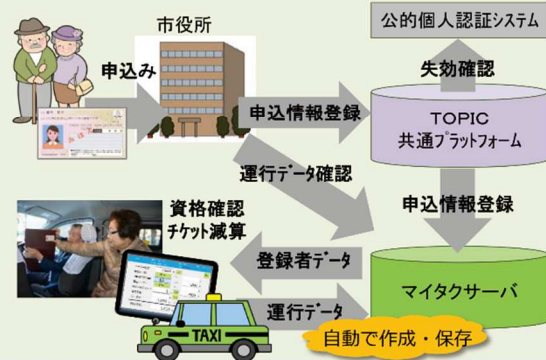 市役所
公的個人認証システム
申込み
失効確認
申込情報登録
TOPIC
共通プラットフォーム
運行データ確認
申込情報登録
資格確認
チケット減算
登録者データ
マイタクサーバ
運行データ
TAXI
自動で作成・保存